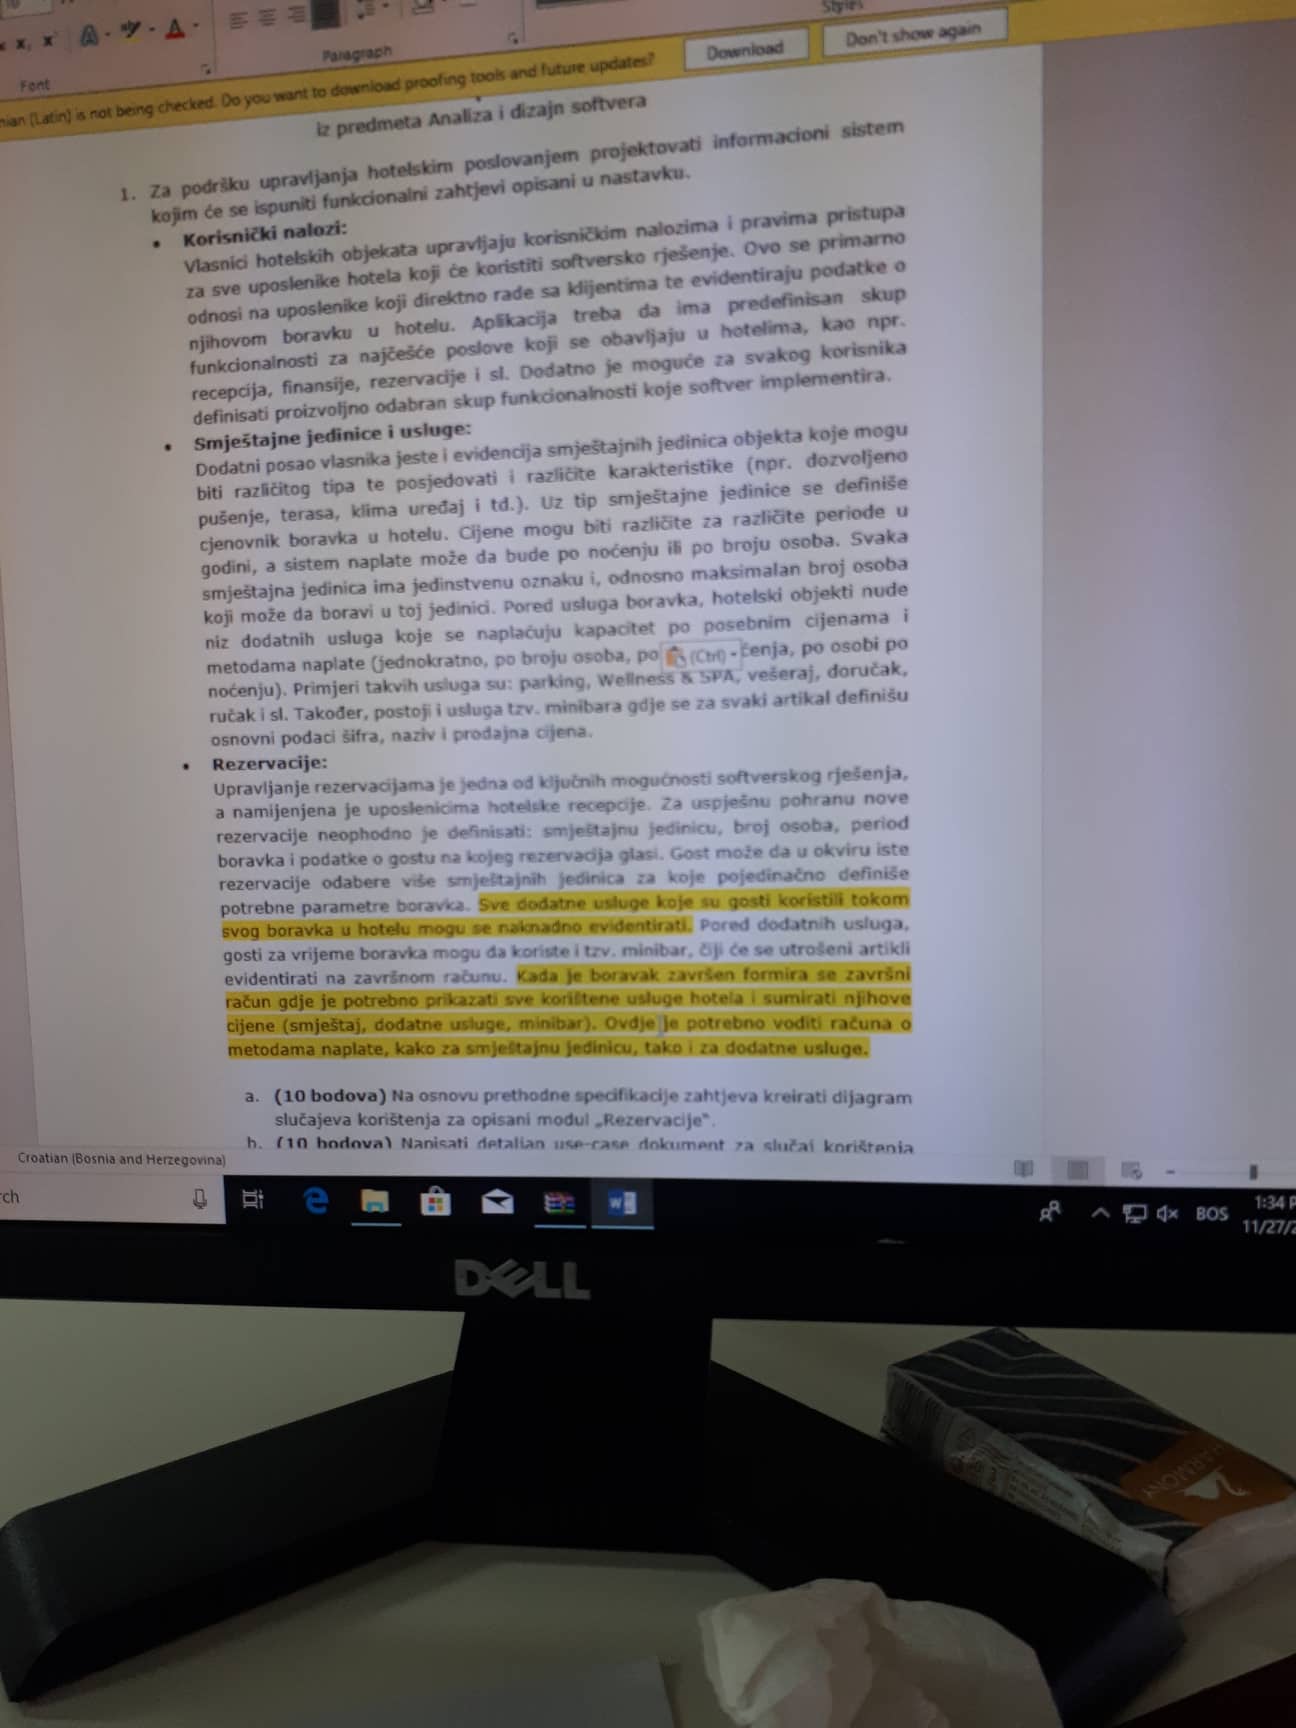 Styles
Paragraph
Font
(Latin) is not being checked. Do you want to download proofing tools and future updates? Download Don't show again
iz predmeta Analiza i dizajn softvera
1. Za podršku upravljanja hotelskim poslovanjem projektovati informacioni sistem
kojim će se ispuniti funkcionalni zahtjevi opisani u nastavku.
• Korisnički nalozi:
Vlasnici hotelskih objekata upravljaju korisničkim nalozima i pravima pristupa
za sve uposlenike hotela koji će koristiti softversko rješenje. Ovo se primarno
odnosi na uposlenike koji direktno rade sa klijentima te evidentiraju podatke o
njihovom boravku u hotelu. Aplikacija treba da ima predefinisan skup
funkcionalnosti za najčešće poslove koji se obavljaju u hotelima, kao npr.
recepcija, finansije, rezervacije i sl. Dodatno je moguće za svakog korisnika
definisati proizvoljno odabran skup funkcionalnosti koje softver implementira.
• Smještajne jedinice i usluge:
Dodatni posao vlasnika jeste i evidencija smještajnih jedinica objekta koje mogu
biti različitog tipa te posjedovati i različite karakteristike (npr. dozvoljeno
pušenje, terasa, klima uređaj i td.). Uz tip smještajne jedinice se definiše
cjenovnik boravka u hotelu. Cijene mogu biti različite za različite periode u
godini, a sistem naplate može da bude po noćenju ili po broju osoba. Svaka
smještajna jedinica ima jedinstvenu oznaku i, odnosno maksimalan broj osoba
koji može da boravi u toj jedinici. Pored usluga boravka, hotelski objekti nude
niz dodatnih usluga koje se naplaćuju kapacitet po posebnim cijenama i
metodama naplate (jednokratno, po broju osoba, po (Ctrl) čenja, po osobi po
noćenju). Primjeri takvih usluga su: parking, Wellness & SPA, vešeraj, doručak,
ručak i sl. Također, postoji i usluga tzv. minibara gdje se za svaki artikal definišu
osnovni podaci šifra, naziv i prodajna cijena.
• Rezervacije:
Upravljanje rezervacijama je jedna od ključnih mogućnosti softverskog rješenja,
a namijenjena je uposlenicima hotelske recepcije. Za uspješnu pohranu nove
rezervacije neophodno je definisati: smještajnu jedinicu, broj osoba, period
boravka i podatke o gostu na kojeg rezervacija glasi. Gost može da u okviru iste
rezervacije odabere više smještajnih jedinica za koje pojedinačno definiše
potrebne parametre boravka. Sve dodatne usluge koje su gosti koristili tokom
svog boravka u hotelu mogu se naknadno evidentirati. Pored dodatnih usluga,
gosti za vrijeme boravka mogu da koriste i tzv. minibar, čiji će se utrošeni artikli
evidentirati na završnom računu. Kada je boravak završen formira se završni
račun gdje je potrebno prikazati sve korištene usluge hotela i sumirati njihove
cijene (smještaj, dodatne usluge, minibar). Ovdje je potrebno voditi računa o
metodama naplate, kako za smještajnu jedinicu, tako i za dodatne usluge.
a. (10 bodova) Na osnovu prethodne specifikacije zahtjeva kreirati dijagram
slučajeva korištenja za opisani modul „Rezervacije".
b. (10 bodova) Napisati detaljan use-case dokument za slučaj korištenja
Croatian (Bosnia and Herzegovina)
rch
BOS
1:34 P
11/27/2
DELL
HARMONY